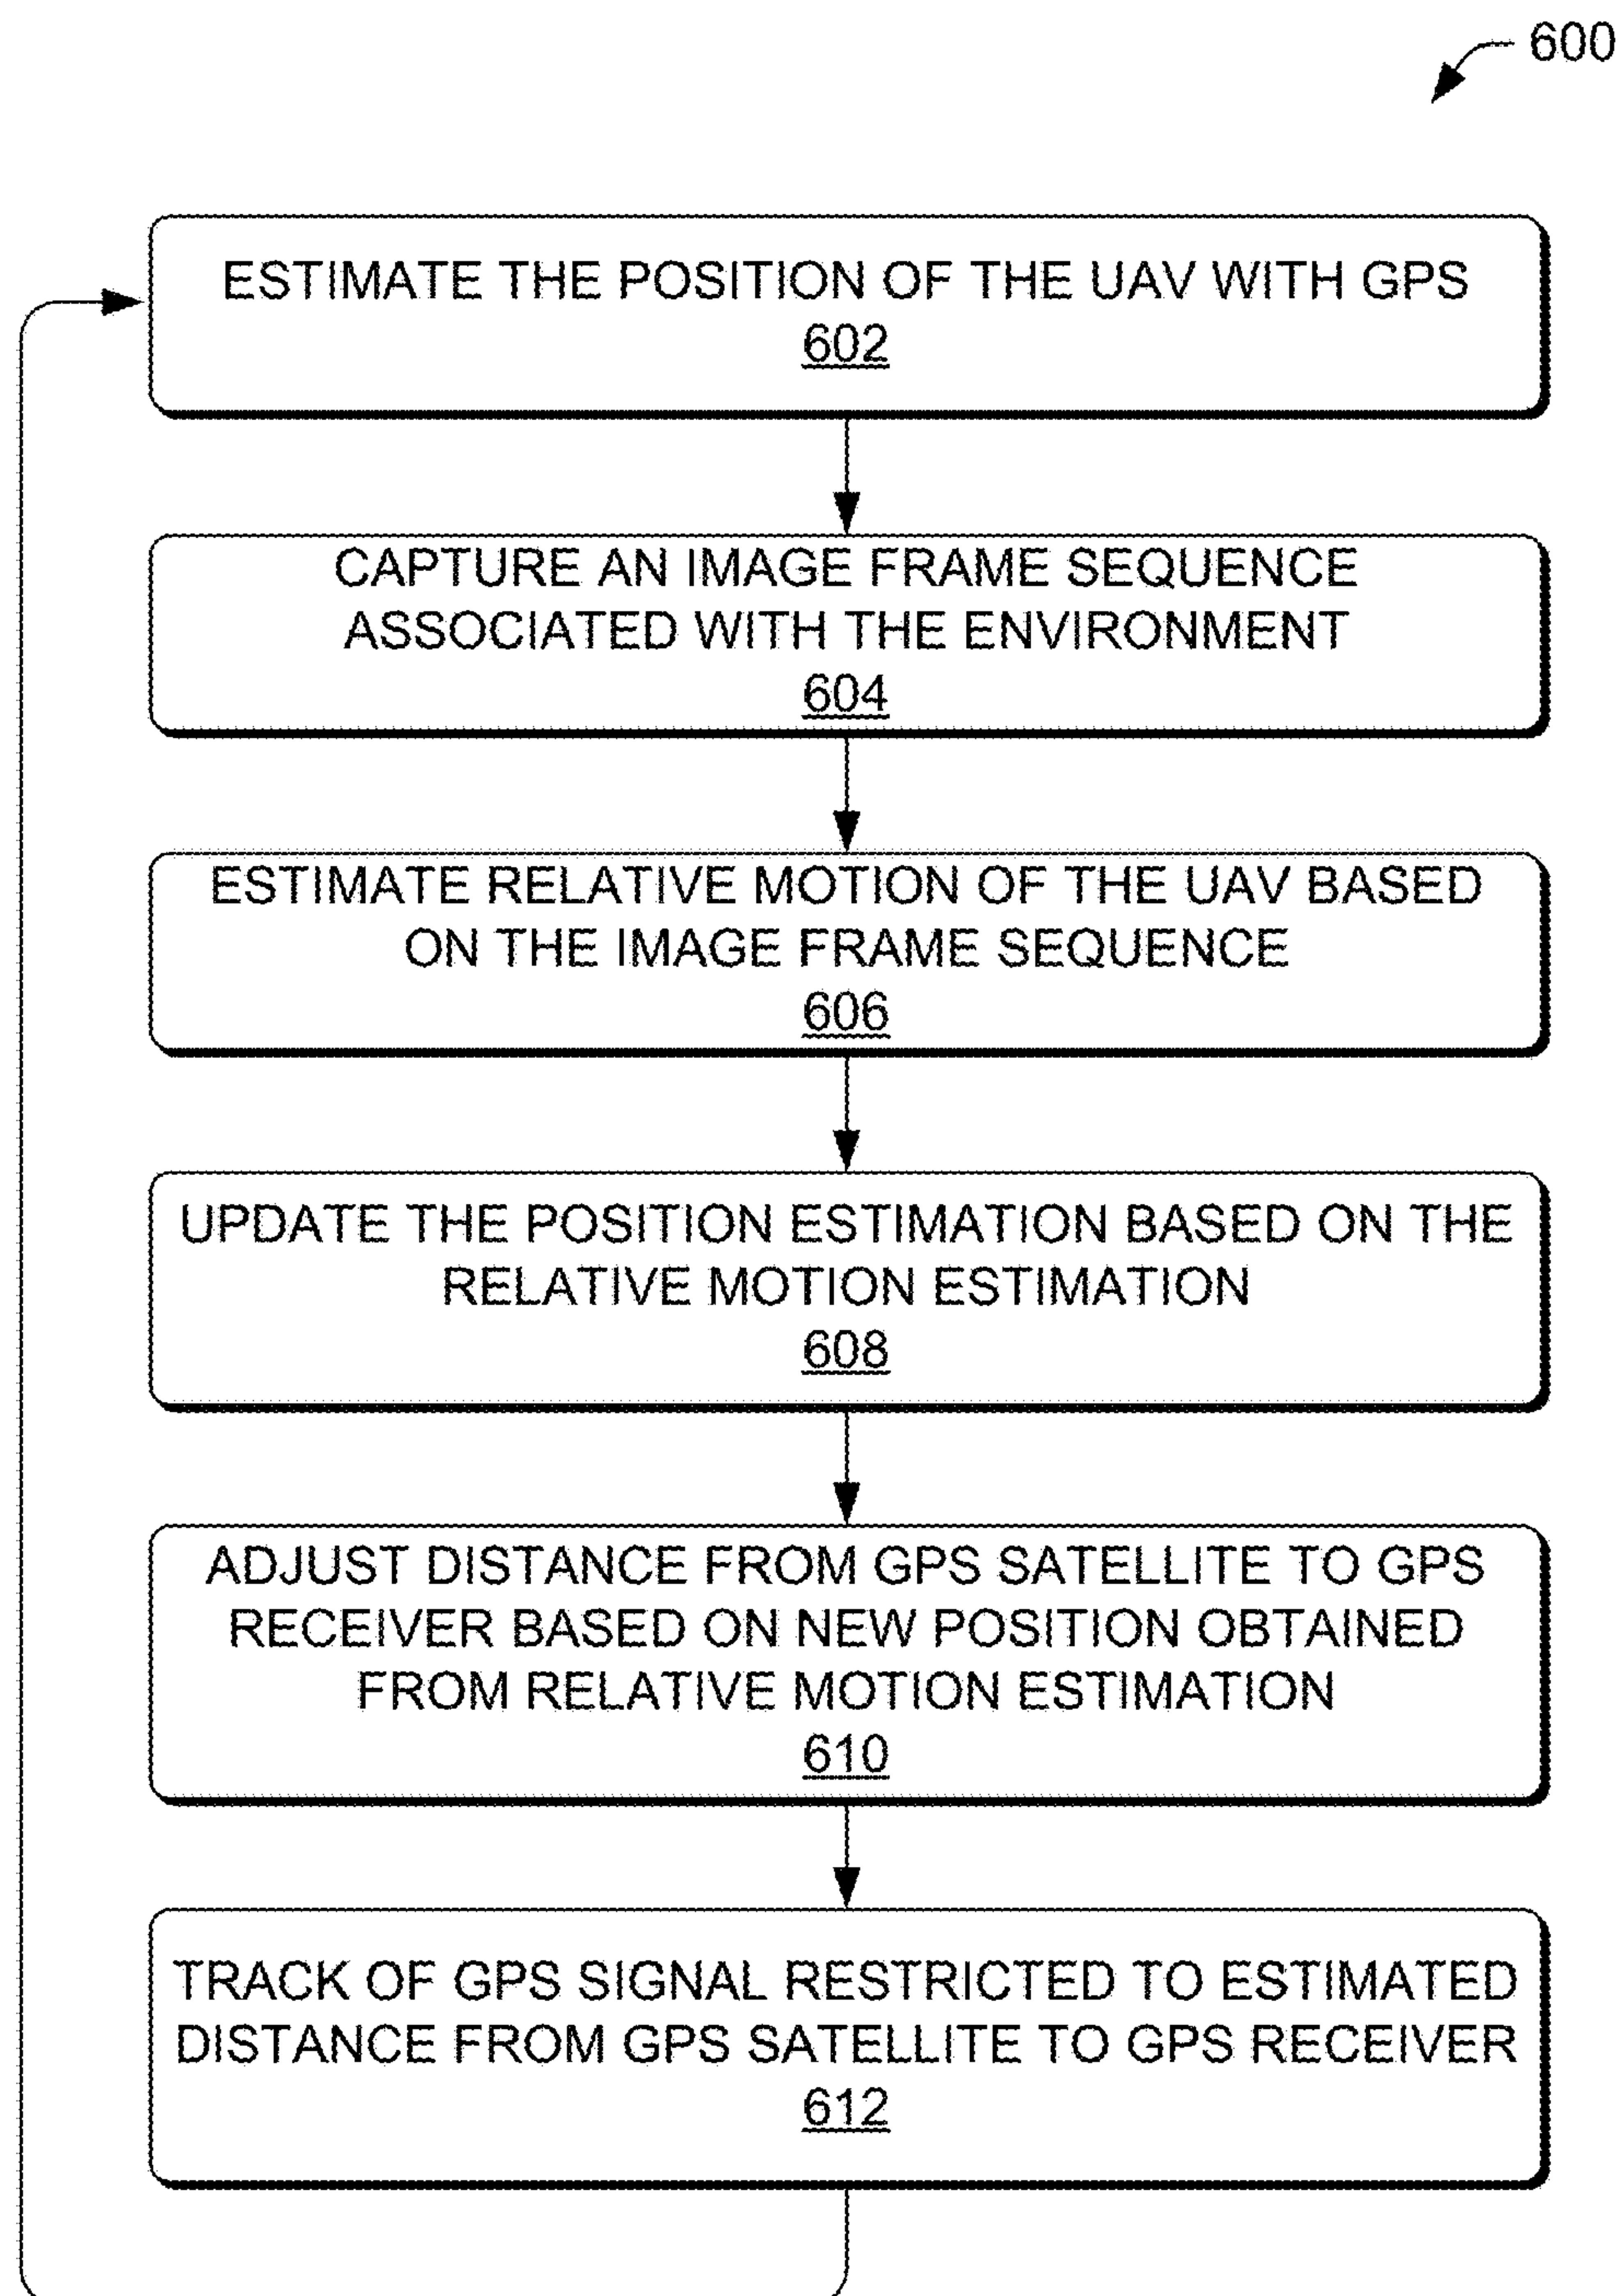 600
ESTIMATE THE POSITION OF THE UAV WITH GPS
602
CAPTURE AN IMAGE FRAME SEQUENCE
ASSOCIATED WITH THE ENVIRONMENT
604
ESTIMATE RELATIVE MOTION OF THE UAV BASED
ON THE IMAGE FRAME SEQUENCE
606
UPDATE THE POSITION ESTIMATION BASED ON THE
RELATIVE MOTION ESTIMATION
608
ADJUST DISTANCE FROM GPS SATELLITE TO GPS
RECEIVER BASED ON NEW POSITION OBTAINED
FROM RELATIVE MOTION ESTIMATION
610
TRACK OF GPS SIGNAL RESTRICTED TO ESTIMATED
DISTANCE FROM GPS SATELLITE TO GPS RECEIVER
612